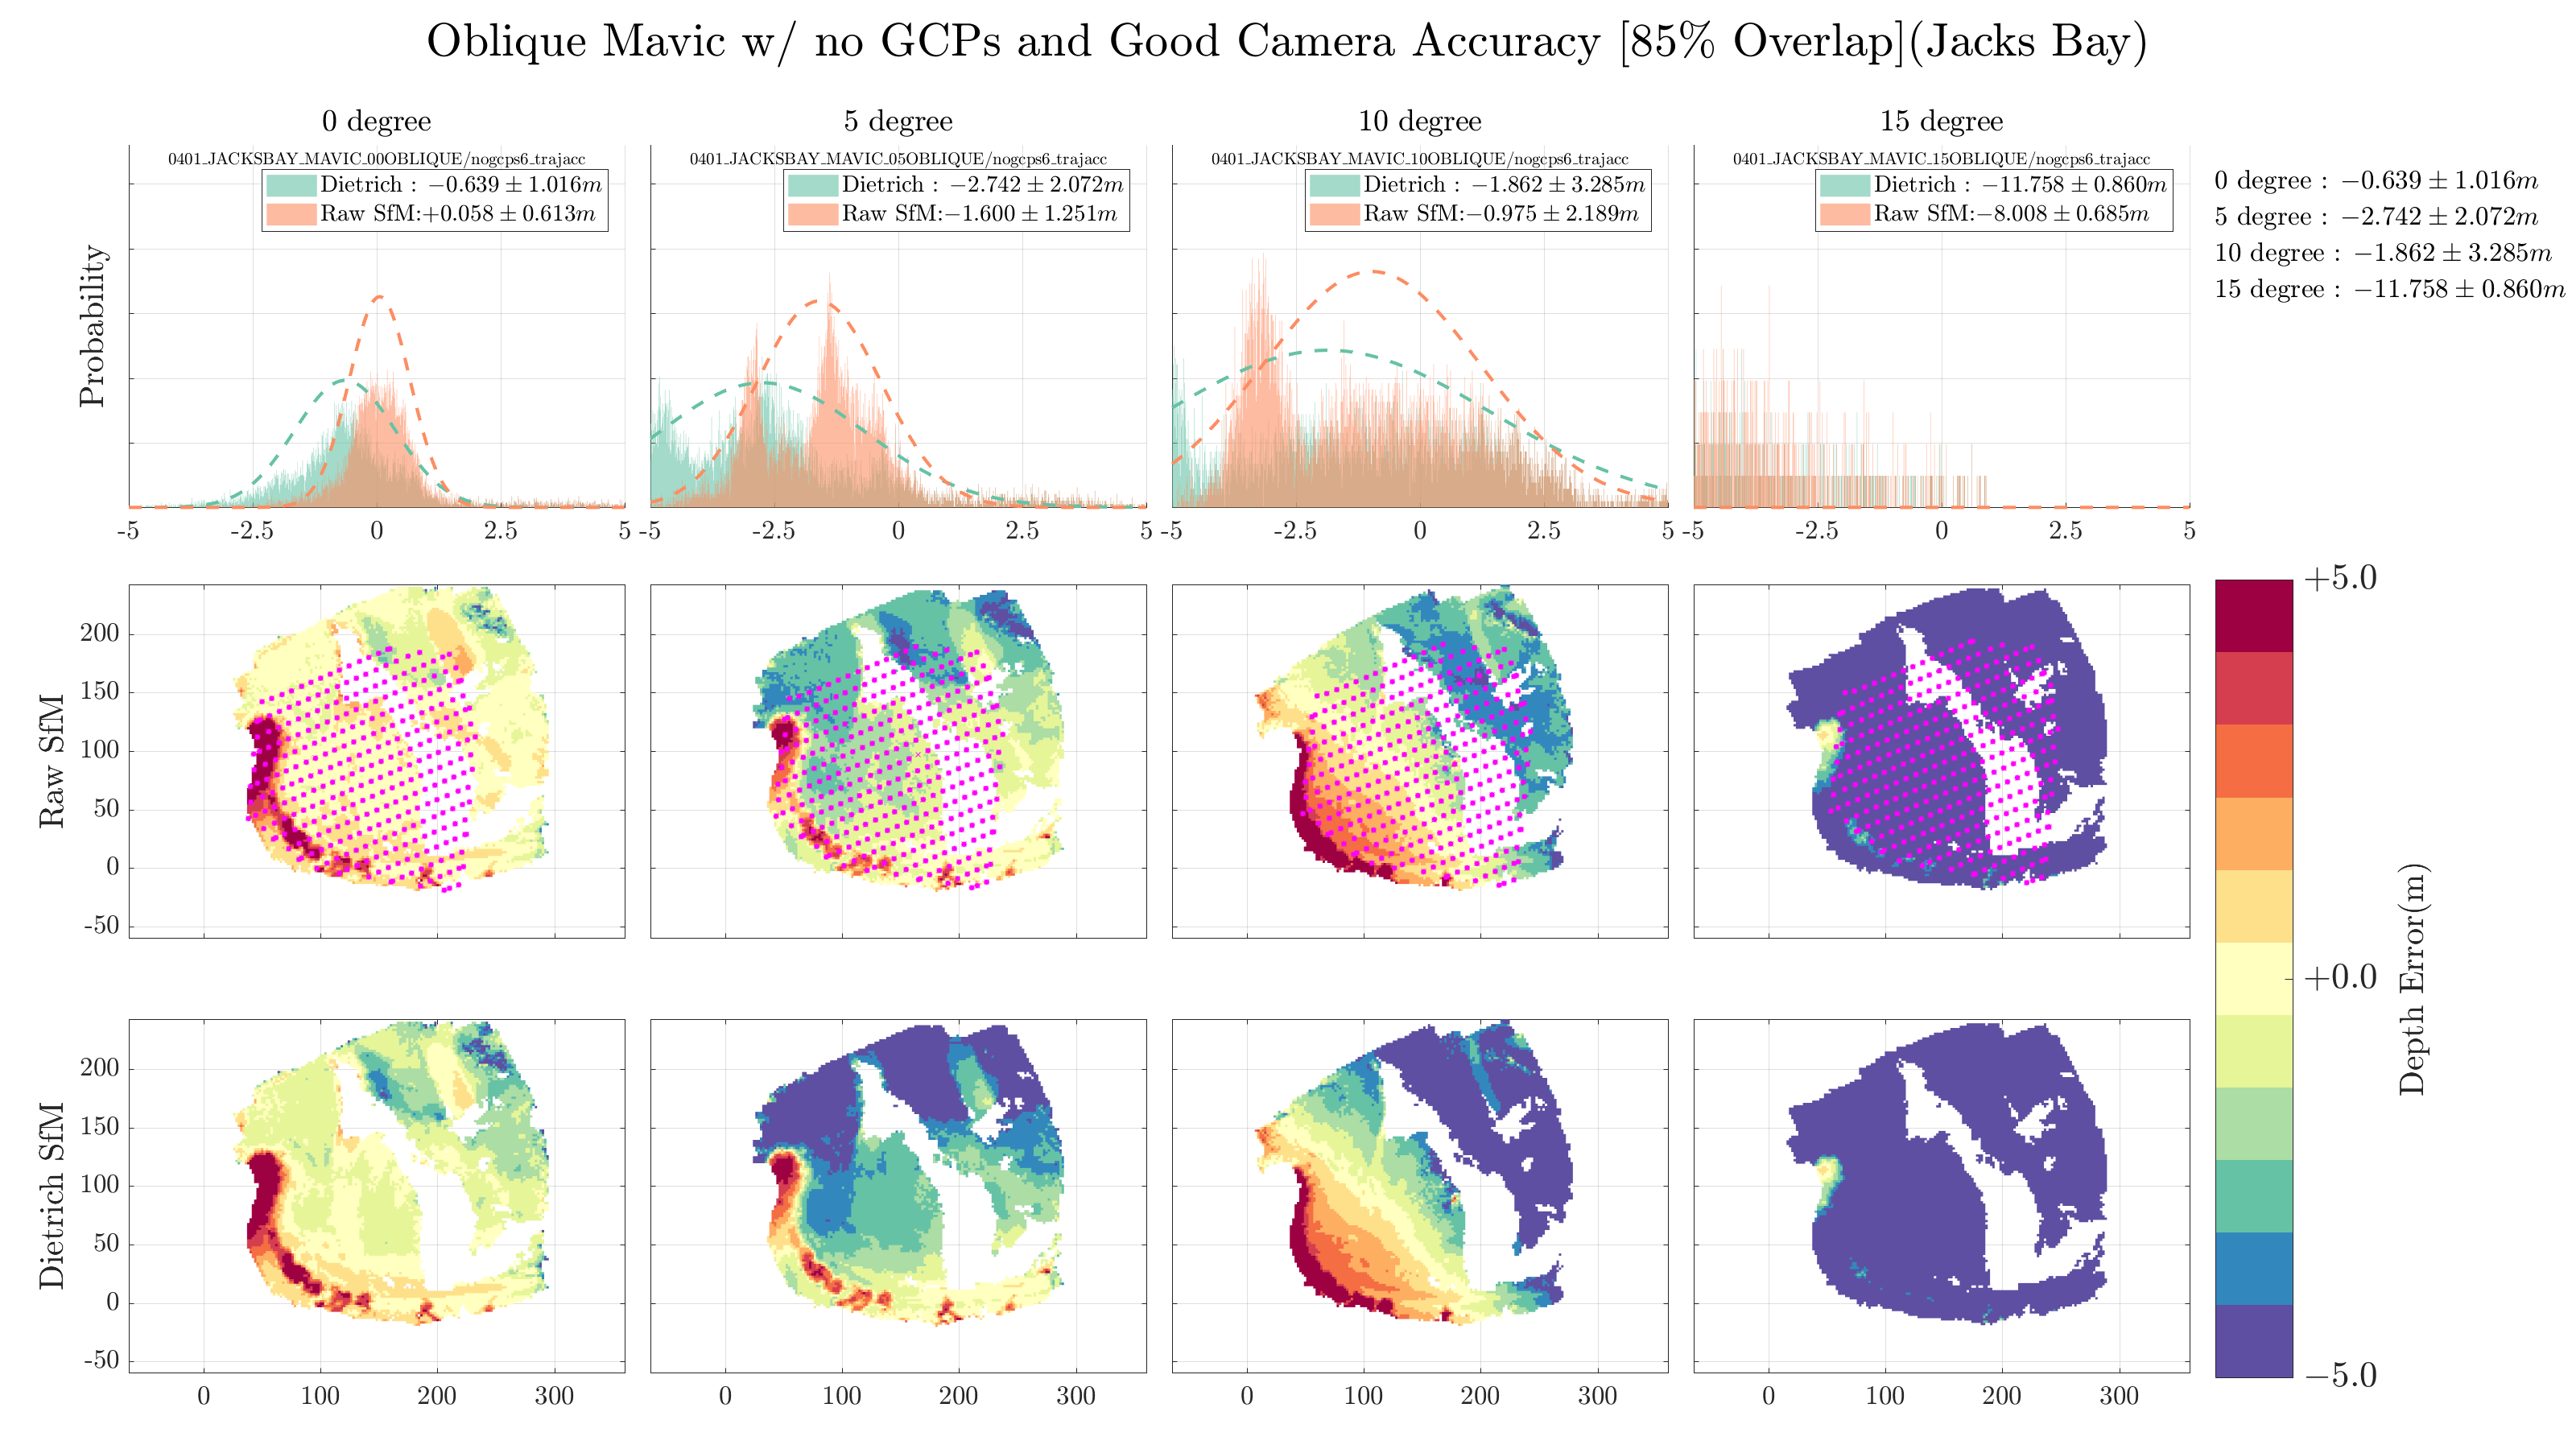 Oblique Mavic w/ no GCPs and Good Camera Accuracy [85% Overlap](Jacks Bay)
0 degree
5 degree
10 degree
15 degree
0401_JACKSBAY_MAVIC_00OBLIQUE/nogcps6_trajacc
Dietrich : −0.639 ± 1.016m
Raw SfM:+0.058 ± 0.613m
0401_JACKSBAY_MAVIC_05OBLIQUE/nogcps6_trajacc
Dietrich : −2.742 ± 2.072m
Raw SfM:−1.600 ± 1.251m
0401_JACKSBAY_MAVIC_10OBLIQUE/nogcps6_trajacc
Dietrich : −1.862 ± 3.285m
Raw SfM:−0.975 ± 2.189m
0401_JACKSBAY_MAVIC_15OBLIQUE/nogcps6_trajacc
Dietrich : −11.758 ± 0.860m
Raw SfM:−8.008 ± 0.685m
0 degree : −0.639 ± 1.016m
5 degree : −2.742 ± 2.072m
10 degree : −1.862 ± 3.285m
15 degree : −11.758 ± 0.860m
Probability
-5 -2.5 0 2.5 5
-5 -2.5 0 2.5 5
-5 -2.5 0 2.5 5
-5 -2.5 0 2.5 5
Raw SfM
200
150
100
50
0
-50
Dietrich SfM
200
150
100
50
0
-50
0 100 200 300
0 100 200 300
0 100 200 300
0 100 200 300
+5.0
+0.0
−5.0
Depth Error(m)